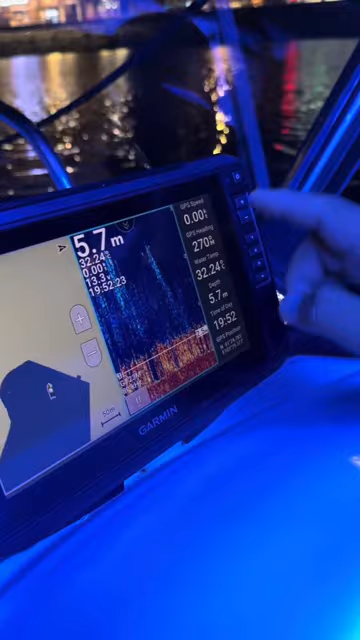 5.7 m
32.24
0.00
13.3
19:52:23
50m
GPS Speed
0.00
GPS Heading
270°
Water Temp
32.24
Depth
5.7m
Time of Day
19:52
GPS Position
GARMIN